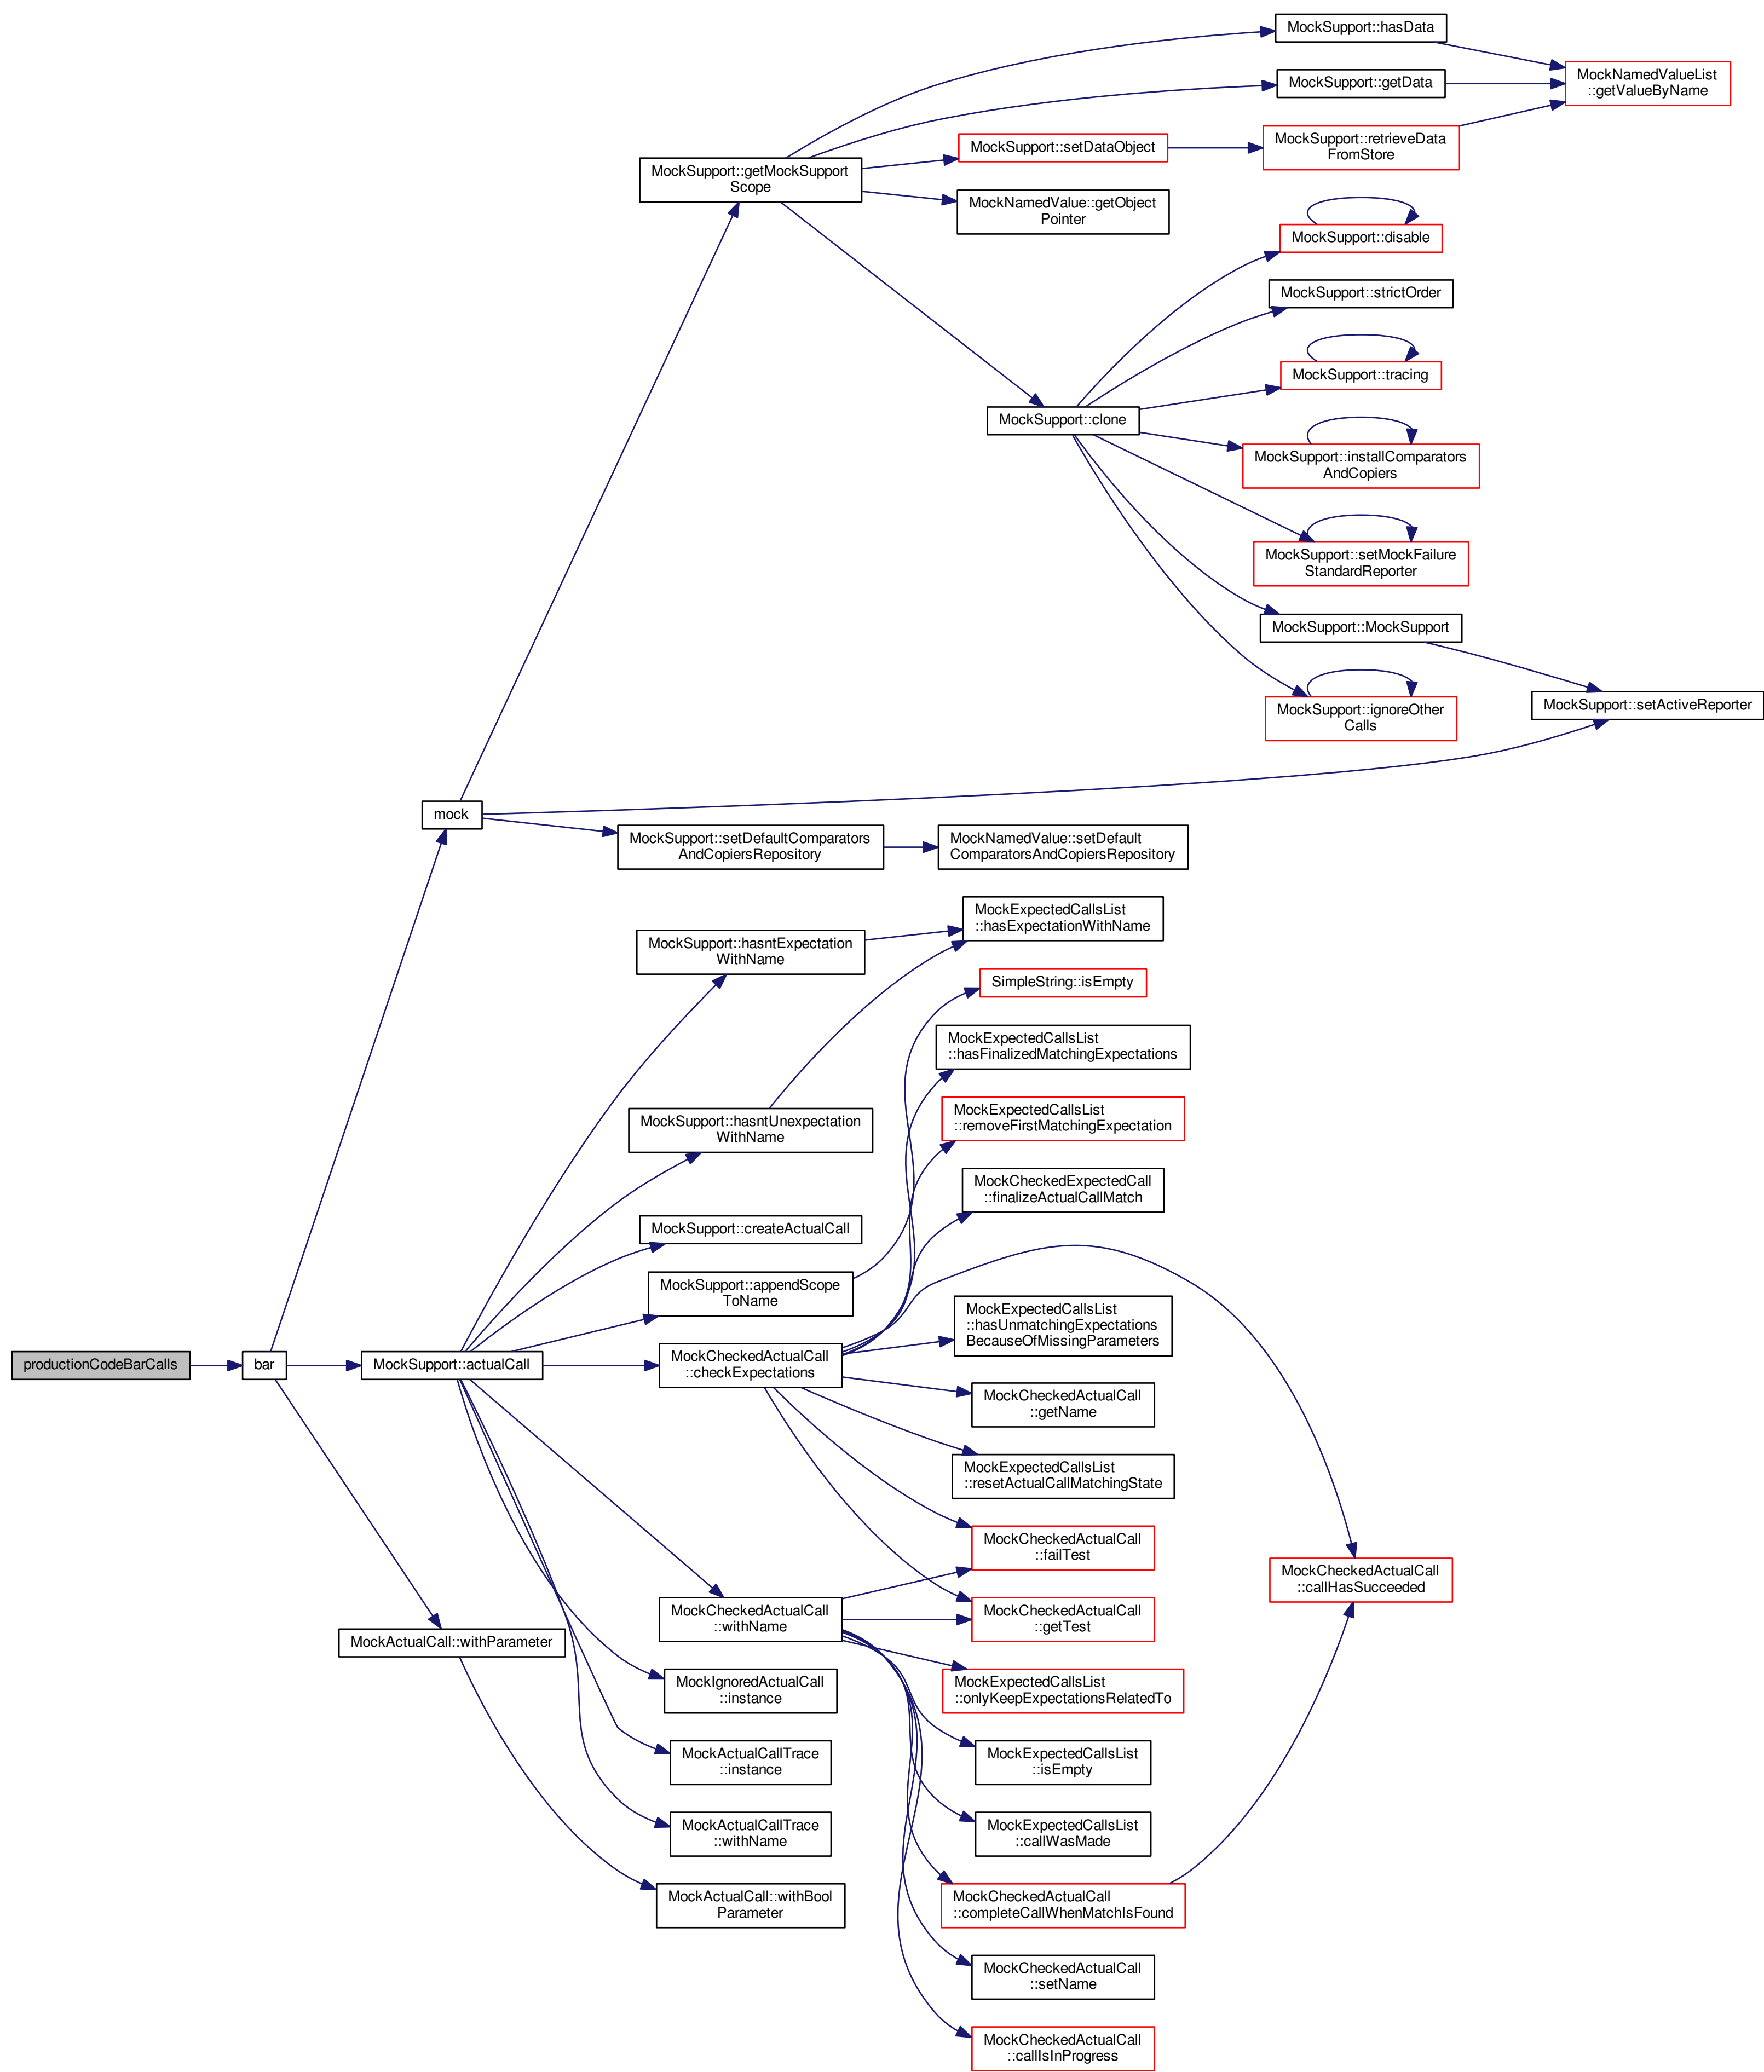 MockSupport::hasData
MockNamedValueList
::getValueByName
MockSupport::getData
MockSupport::setDataObject
MockSupport::retrieveData
FromStore
MockSupport::getMockSupport
Scope
MockNamedValue::getObject
Pointer
MockSupport::disable
MockSupport::strictOrder
MockSupport::tracing
MockSupport::clone
MockSupport::installComparators
AndCopiers
MockSupport::setMockFailure
StandardReporter
MockSupport::MockSupport
MockSupport::ignoreOther
Calls
MockSupport::setActiveReporter
mock
MockSupport::setDefaultComparators
AndCopiersRepository
MockNamedValue::setDefault
ComparatorsAndCopiersRepository
MockExpectedCallsList
::hasExpectationWithName
MockSupport::hasntExpectation
WithName
SimpleString::isEmpty
MockExpectedCallsList
::hasFinalizedMatchingExpectations
MockSupport::hasntUnexpectation
WithName
MockExpectedCallsList
::removeFirstMatchingExpectation
MockCheckedExpectedCall
::finalizeActualCallMatch
MockSupport::createActualCall
MockSupport::appendScope
ToName
MockExpectedCallsList
::hasUnmatchingExpectations
BecauseOfMissingParameters
productionCodeBarCalls
bar
MockSupport::actualCall
MockCheckedActualCall
::checkExpectations
MockCheckedActualCall
::getName
MockExpectedCallsList
::resetActualCallMatchingState
MockCheckedActualCall
::failTest
MockCheckedActualCall
::callHasSucceeded
MockCheckedActualCall
::withName
MockCheckedActualCall
::getTest
MockActualCall::withParameter
MockIgnoredActualCall
::instance
MockExpectedCallsList
::onlyKeepExpectationsRelatedTo
MockActualCallTrace
::instance
MockExpectedCallsList
::isEmpty
MockActualCallTrace
::withName
MockExpectedCallsList
::callWasMade
MockActualCall::withBool
Parameter
MockCheckedActualCall
::completeCallWhenMatchIsFound
MockCheckedActualCall
::setName
MockCheckedActualCall
::callIsInProgress